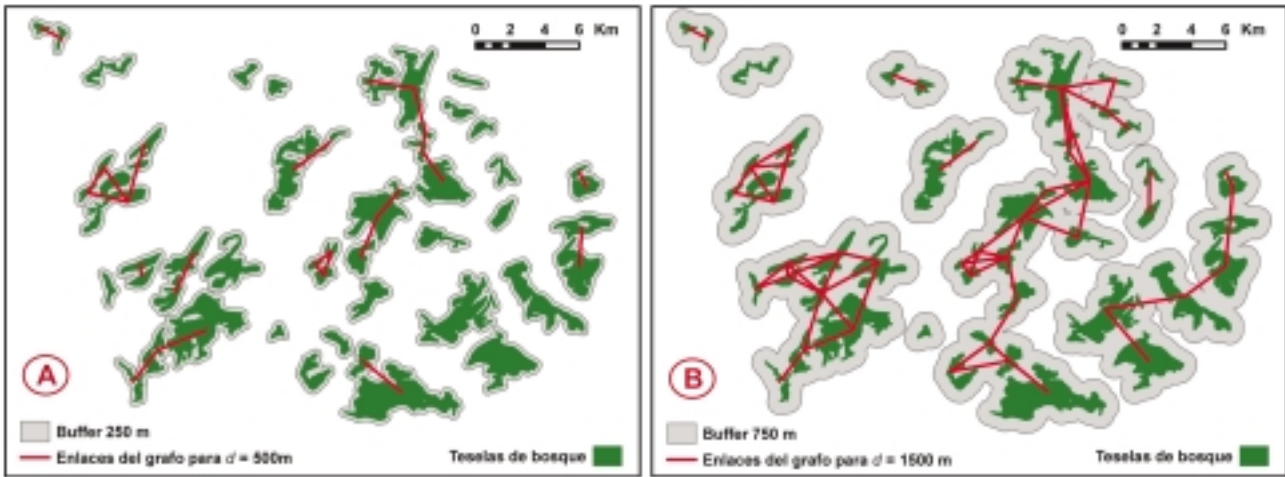 0 2 4 6 Km
A
Buffer 250 m
Enlaces del grafo para d = 500m
Teselas de bosque
0 2 4 6 Km
B
Buffer 750 m
Enlaces del grafo para d = 1500 m
Teselas de bosque